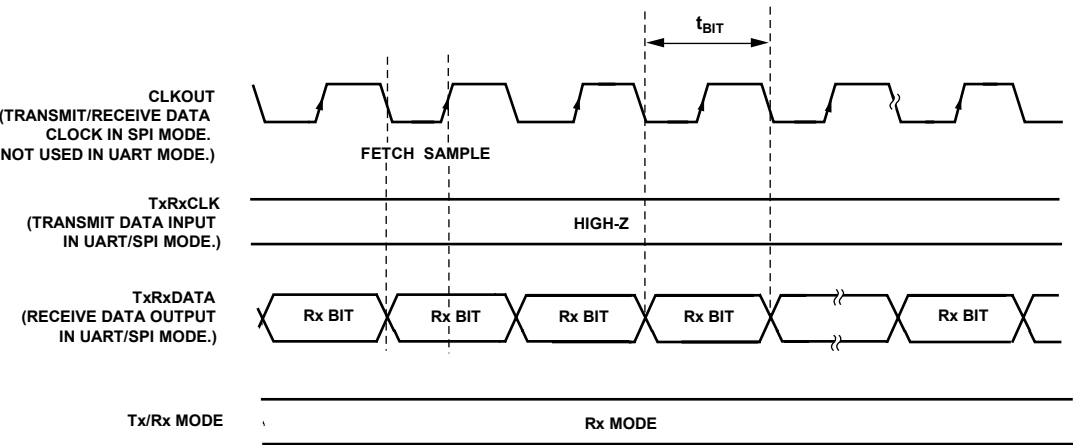 tBIT
CLKOUT
(TRANSMIT/RECEIVE DATA
CLOCK IN SPI MODE.
NOT USED IN UART MODE.)
FETCH SAMPLE
TxRxCLK
(TRANSMIT DATA INPUT
IN UART/SPI MODE.)
HIGH-Z
TxRxDATA
(RECEIVE DATA OUTPUT
IN UART/SPI MODE.)
Rx BIT Rx BIT Rx BIT Rx BIT Rx BIT
Tx/Rx MODE
Rx MODE